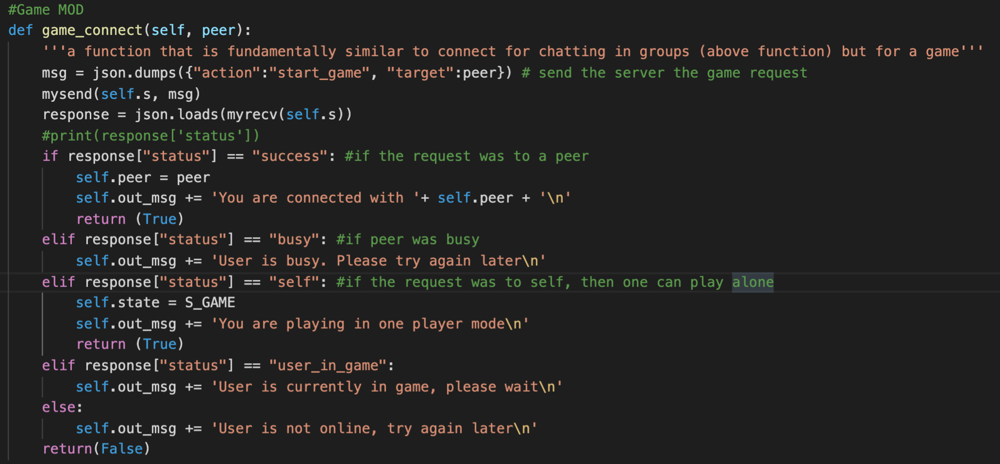 #Game MOD
def game_connect(self, peer):
    '''a function that is fundamentally similar to connect for chatting in groups (above function) but for a game'''
    msg = json.dumps({"action":"start_game", "target":peer}) # send the server the game request
    mysend(self.s, msg)
    response = json.loads(myrecv(self.s))
    #print(response['status'])
    if response["status"] == "success": #if the request was to a peer
        self.peer = peer
        self.out_msg += 'You are connected with '+ self.peer + '\n'
        return (True)
    elif response["status"] == "busy": #if peer was busy
        self.out_msg += 'User is busy. Please try again later\n'
    elif response["status"] == "self": #if the request was to self, then one can play alone
        self.state = S_GAME
        self.out_msg += 'You are playing in one player mode\n'
        return (True)
    elif response["status"] == "user_in_game":
        self.out_msg += 'User is currently in game, please wait\n'
    else:
        self.out_msg += 'User is not online, try again later\n'
    return(False)